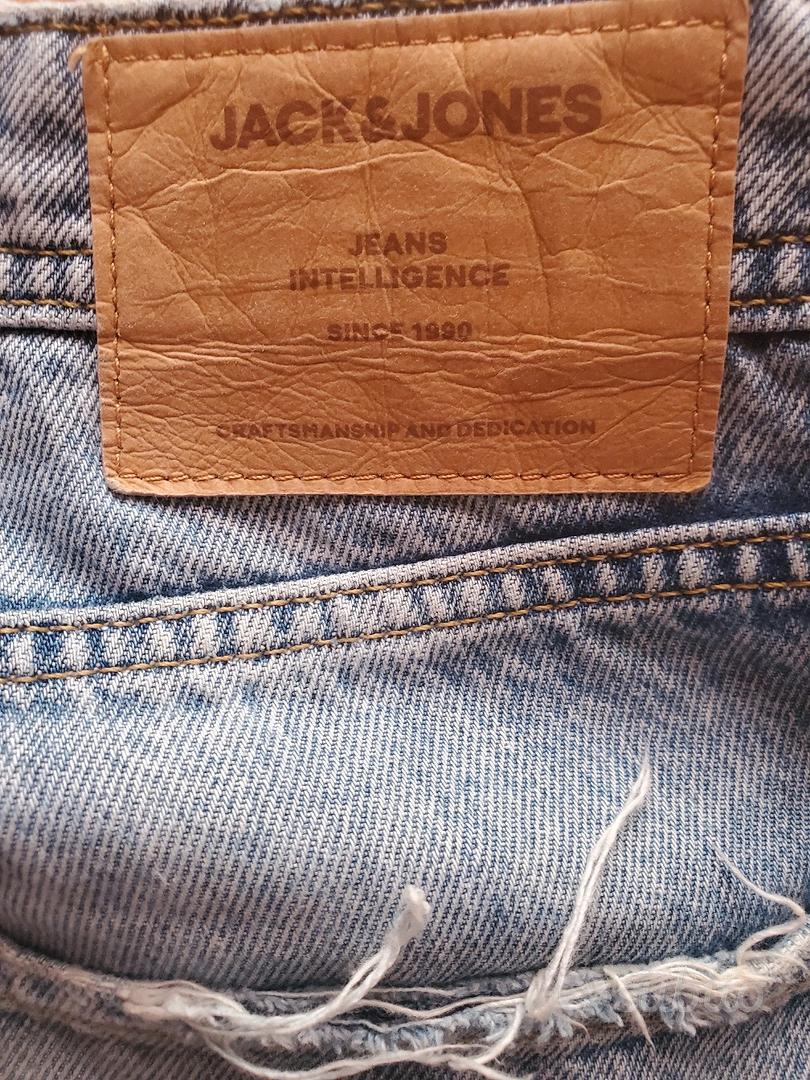 JACK&JONES
JEANS
INTELLIGENCE
SINCE 1990
CRAFTSMANSHIP AND DEDICATION